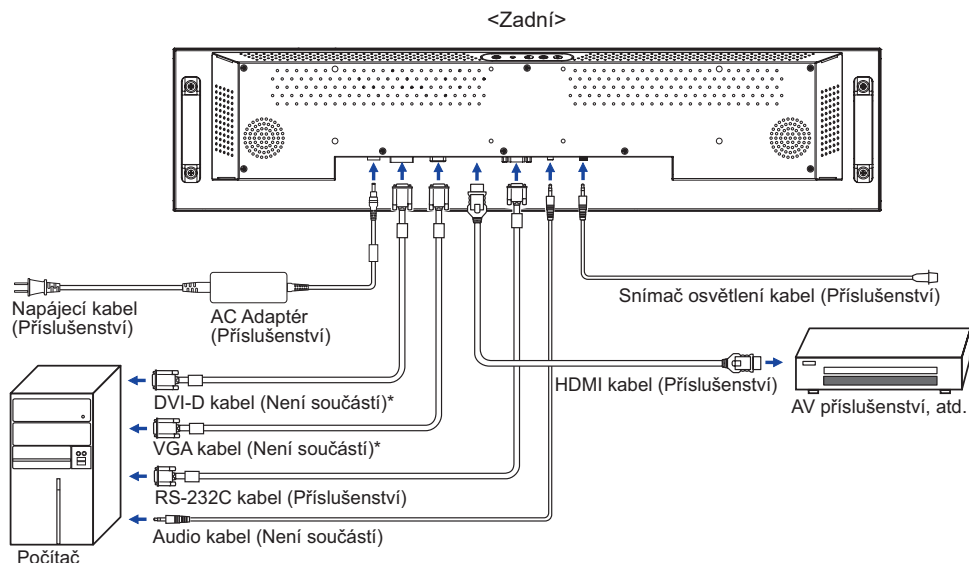 <Zadní>
Napájecí kabel
(Příslušenství)
AC Adaptér
(Příslušenství)
Snímač osvětlení kabel (Příslušenství)
HDMI kabel (Příslušenství)
AV příslušenství, atd.
DVI-D kabel (Není součástí)*
VGA kabel (Není součástí)*
RS-232C kabel (Příslušenství)
Audio kabel (Není součástí)
Počítač